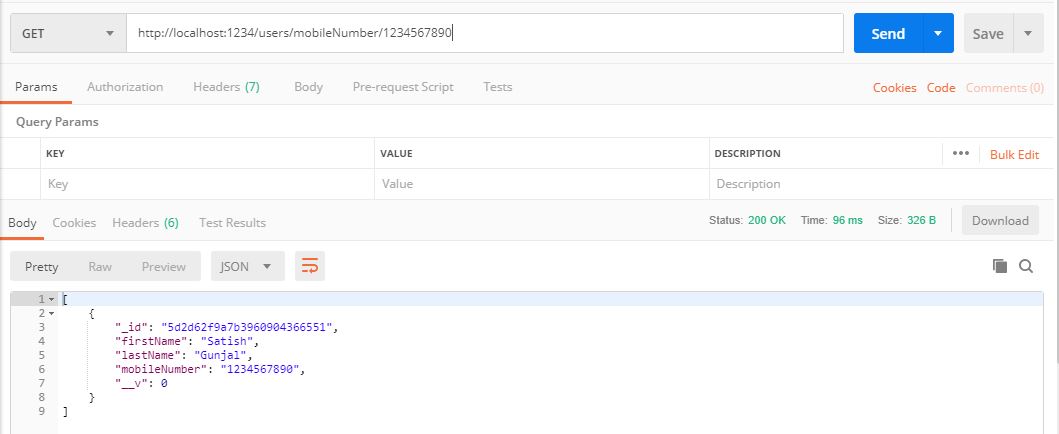 GET http://localhost:1234/users/mobileNumber/1234567890 Send Save
Params Authorization Headers (7) Body Pre-request Script Tests Cookies Code Comments (0)
Query Params
KEY VALUE DESCRIPTION ••• Bulk Edit
Key Value Description
Body Cookies Headers (6) Test Results Status: 200 OK Time: 96 ms Size: 326 B Download
Pretty Raw Preview JSON
1 [
2 {
3 "_id": "5d2d62f9a7b3960904366551",
4 "firstName": "Satish",
5 "lastName": "Gunjal",
6 "mobileNumber": "1234567890",
7 "__v": 0
8 }
9 ]